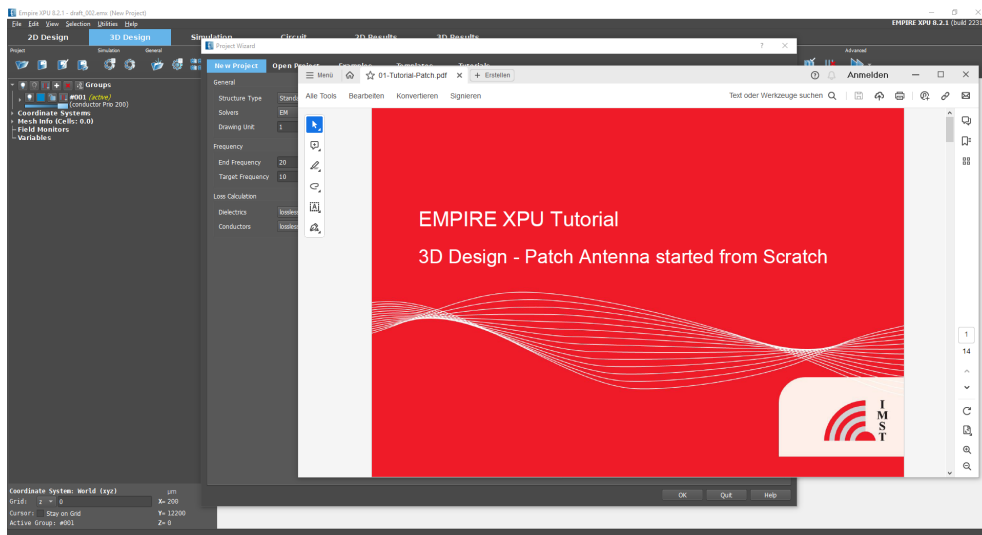 Empire XPU 8.2.1 - draft_002.emx (New Project)
File Edit View Selection Utilities Help
EMPIRE XPU 8.2.1 (build 2231
2D Design 3D Design Simulation Circuit 2D Results 3D Results
Project Simulation General Advanced
Project Wizard
New Project Open Project Examples Templates Tutorials
General
Structure Type Standa
Solvers EM
Drawing Unit 1
Frequency
End Frequency 20
Target Frequency 10
Loss Calculation
Dielectrics lossles
Conductors lossles
OK Quit Help
Groups
#001 (active)
(conductor Prio 200)
Coordinate Systems
Mesh Info (Cells: 0.0)
Field Monitors
Variables
Menü 01-Tutorial-Patch.pdf + Erstellen Anmelden
Alle Tools Bearbeiten Konvertieren Signieren Text oder Werkzeuge suchen
EMPIRE XPU Tutorial
3D Design - Patch Antenna started from Scratch
I
M
S
T
1
14
Coordinate System: World (xyz) µm
Grid: z 0 X= 200
Cursor: Stay on Grid Y= 12200
Active Group: #001 Z= 0